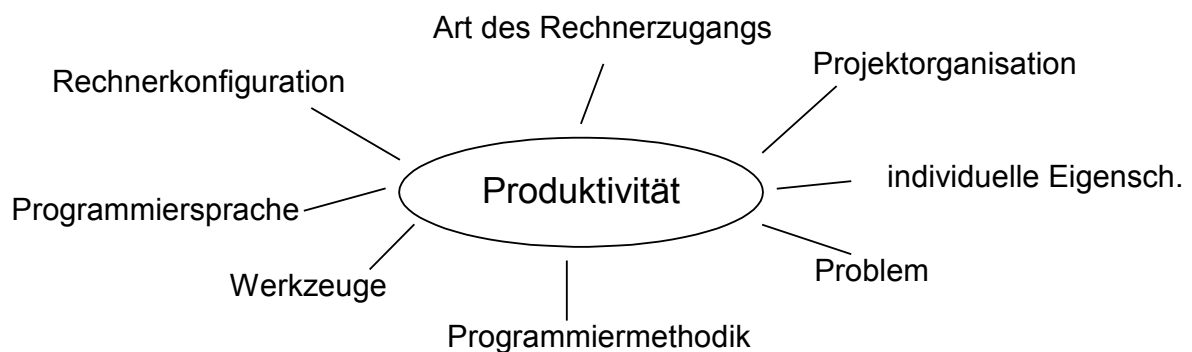 Art des Rechnerzugangs
Projektorganisation
Rechnerkonfiguration
individuelle Eigensch.
Produktivität
Programmiersprache
Problem
Werkzeuge
Programmiermethodik